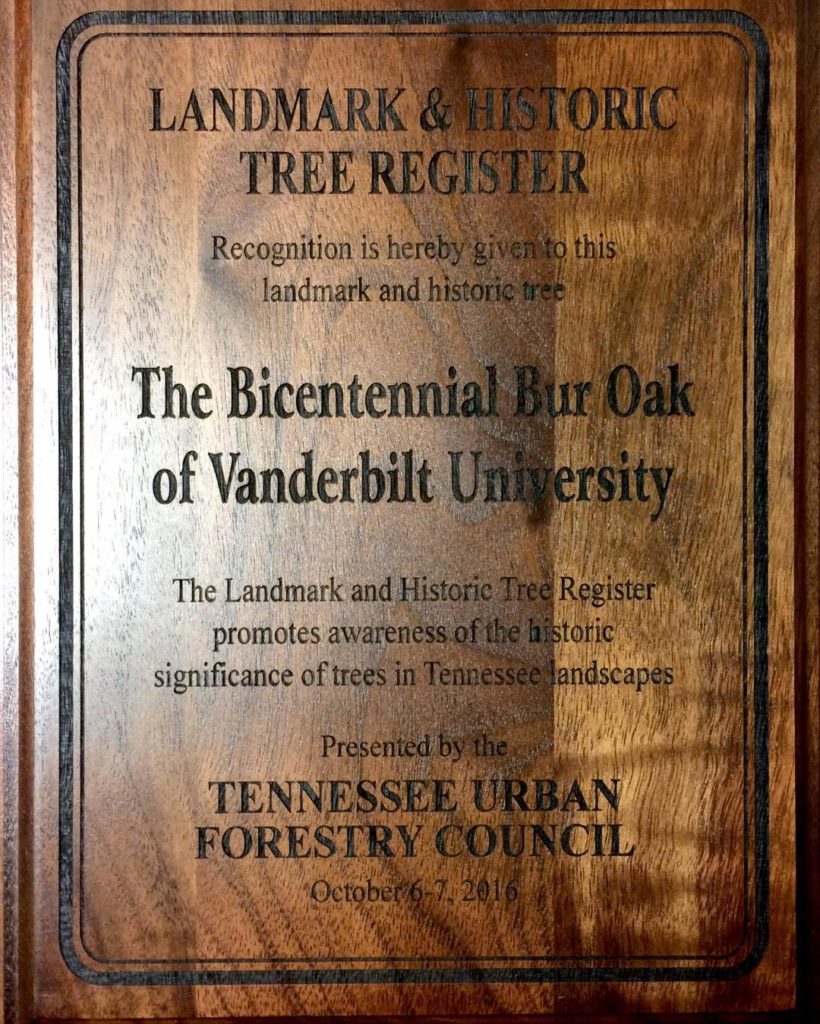 LANDMARK & HISTORIC
TREE REGISTER
Recognition is hereby given to this
landmark and historic tree
The Bicentennial Bur Oak
of Vanderbilt University
The Landmark and Historic Tree Register
promotes awareness of the historic
significance of trees in Tennessee landscapes
Presented by the
TENNESSEE URBAN
FORESTRY COUNCIL
October 6-7, 2016